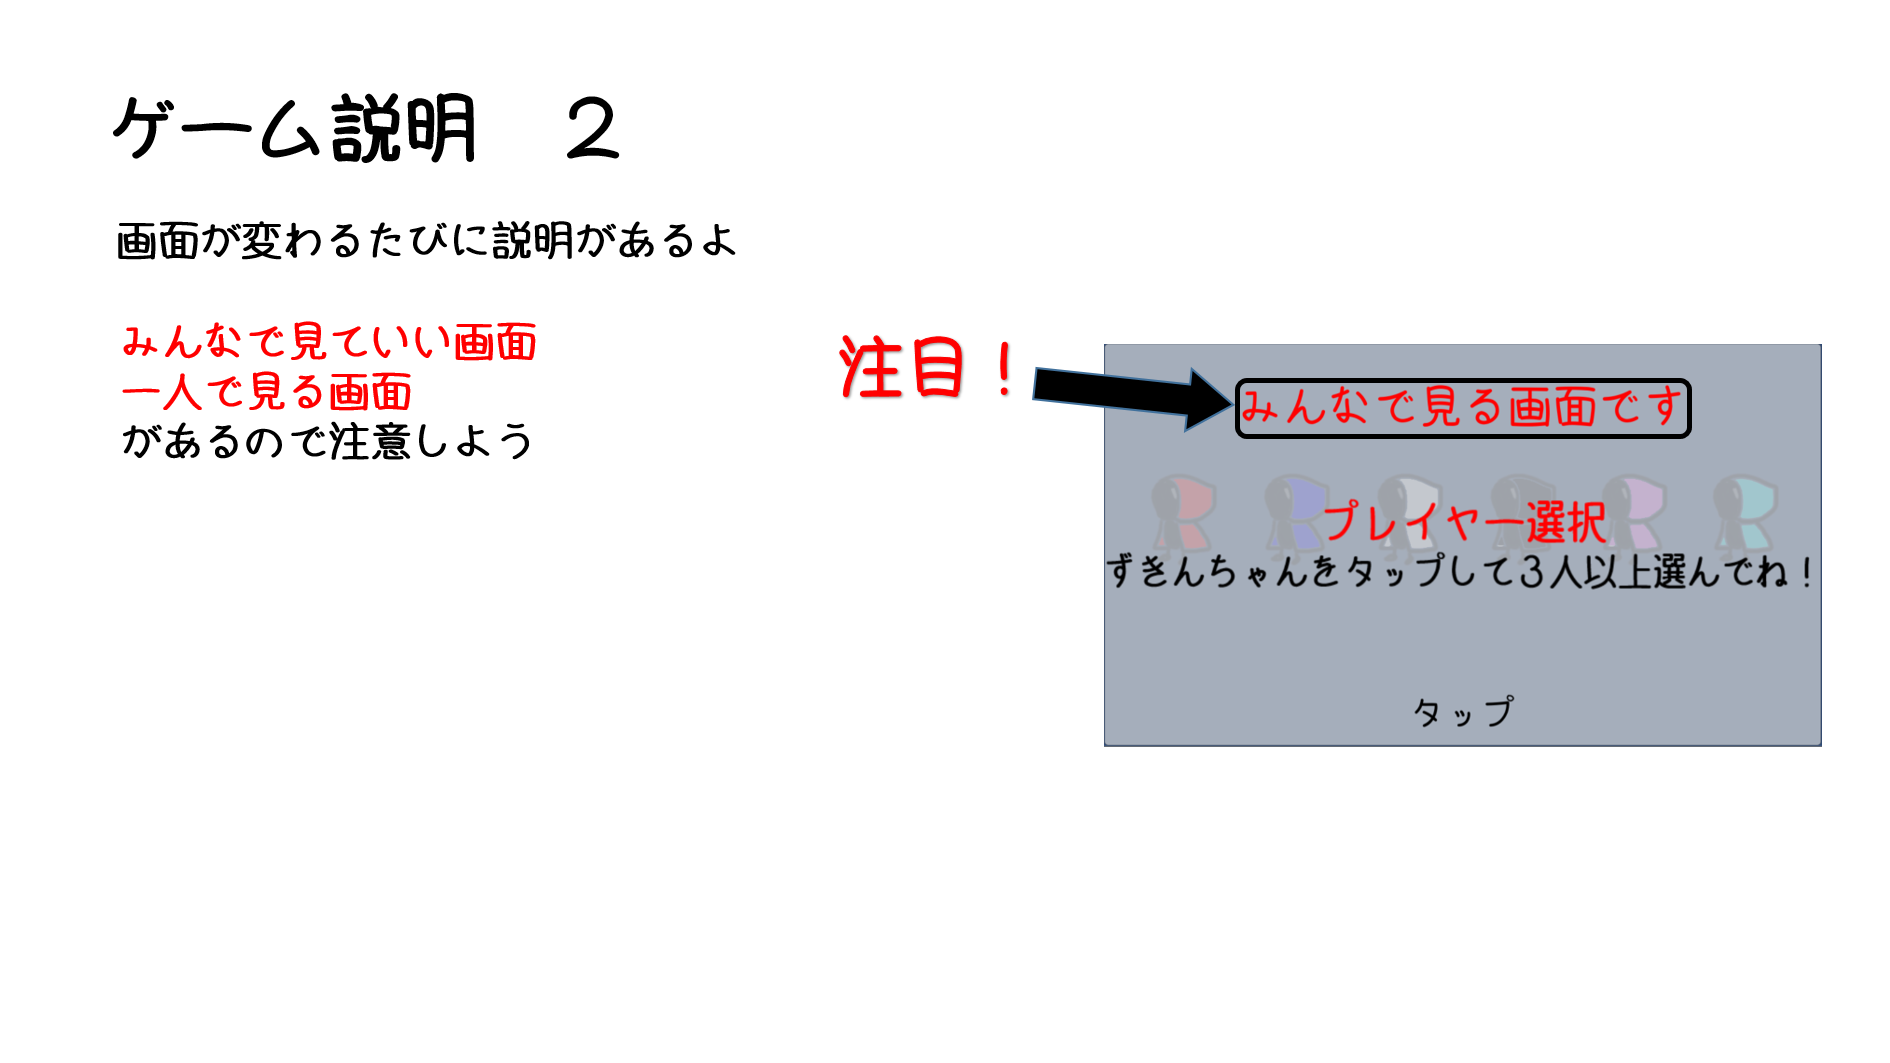 ゲーム説明　２
画面が変わるたびに説明があるよ
みんなで見ていい画面
一人で見る画面
があるので注意しよう
注目！
みんなで見る画面です
プレイヤー選択
ずきんちゃんをタップして３人以上選んでね！
タップ